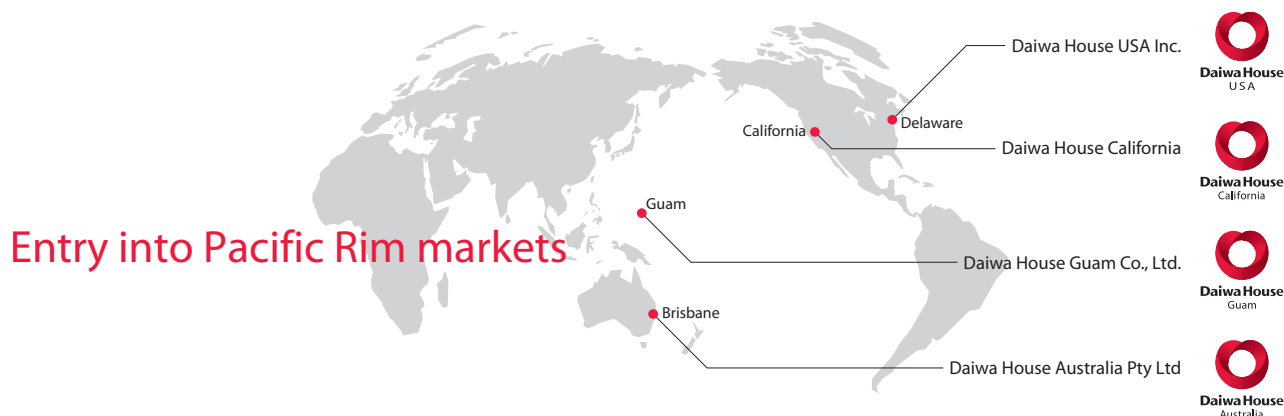 Daiwa House USA Inc.
Daiwa House
USA
Delaware
California
Daiwa House California
Daiwa House
California
Guam
Entry into Pacific Rim markets
Daiwa House Guam Co., Ltd.
Daiwa House
Guam
Brisbane
Daiwa House Australia Pty Ltd
Daiwa House
Australia